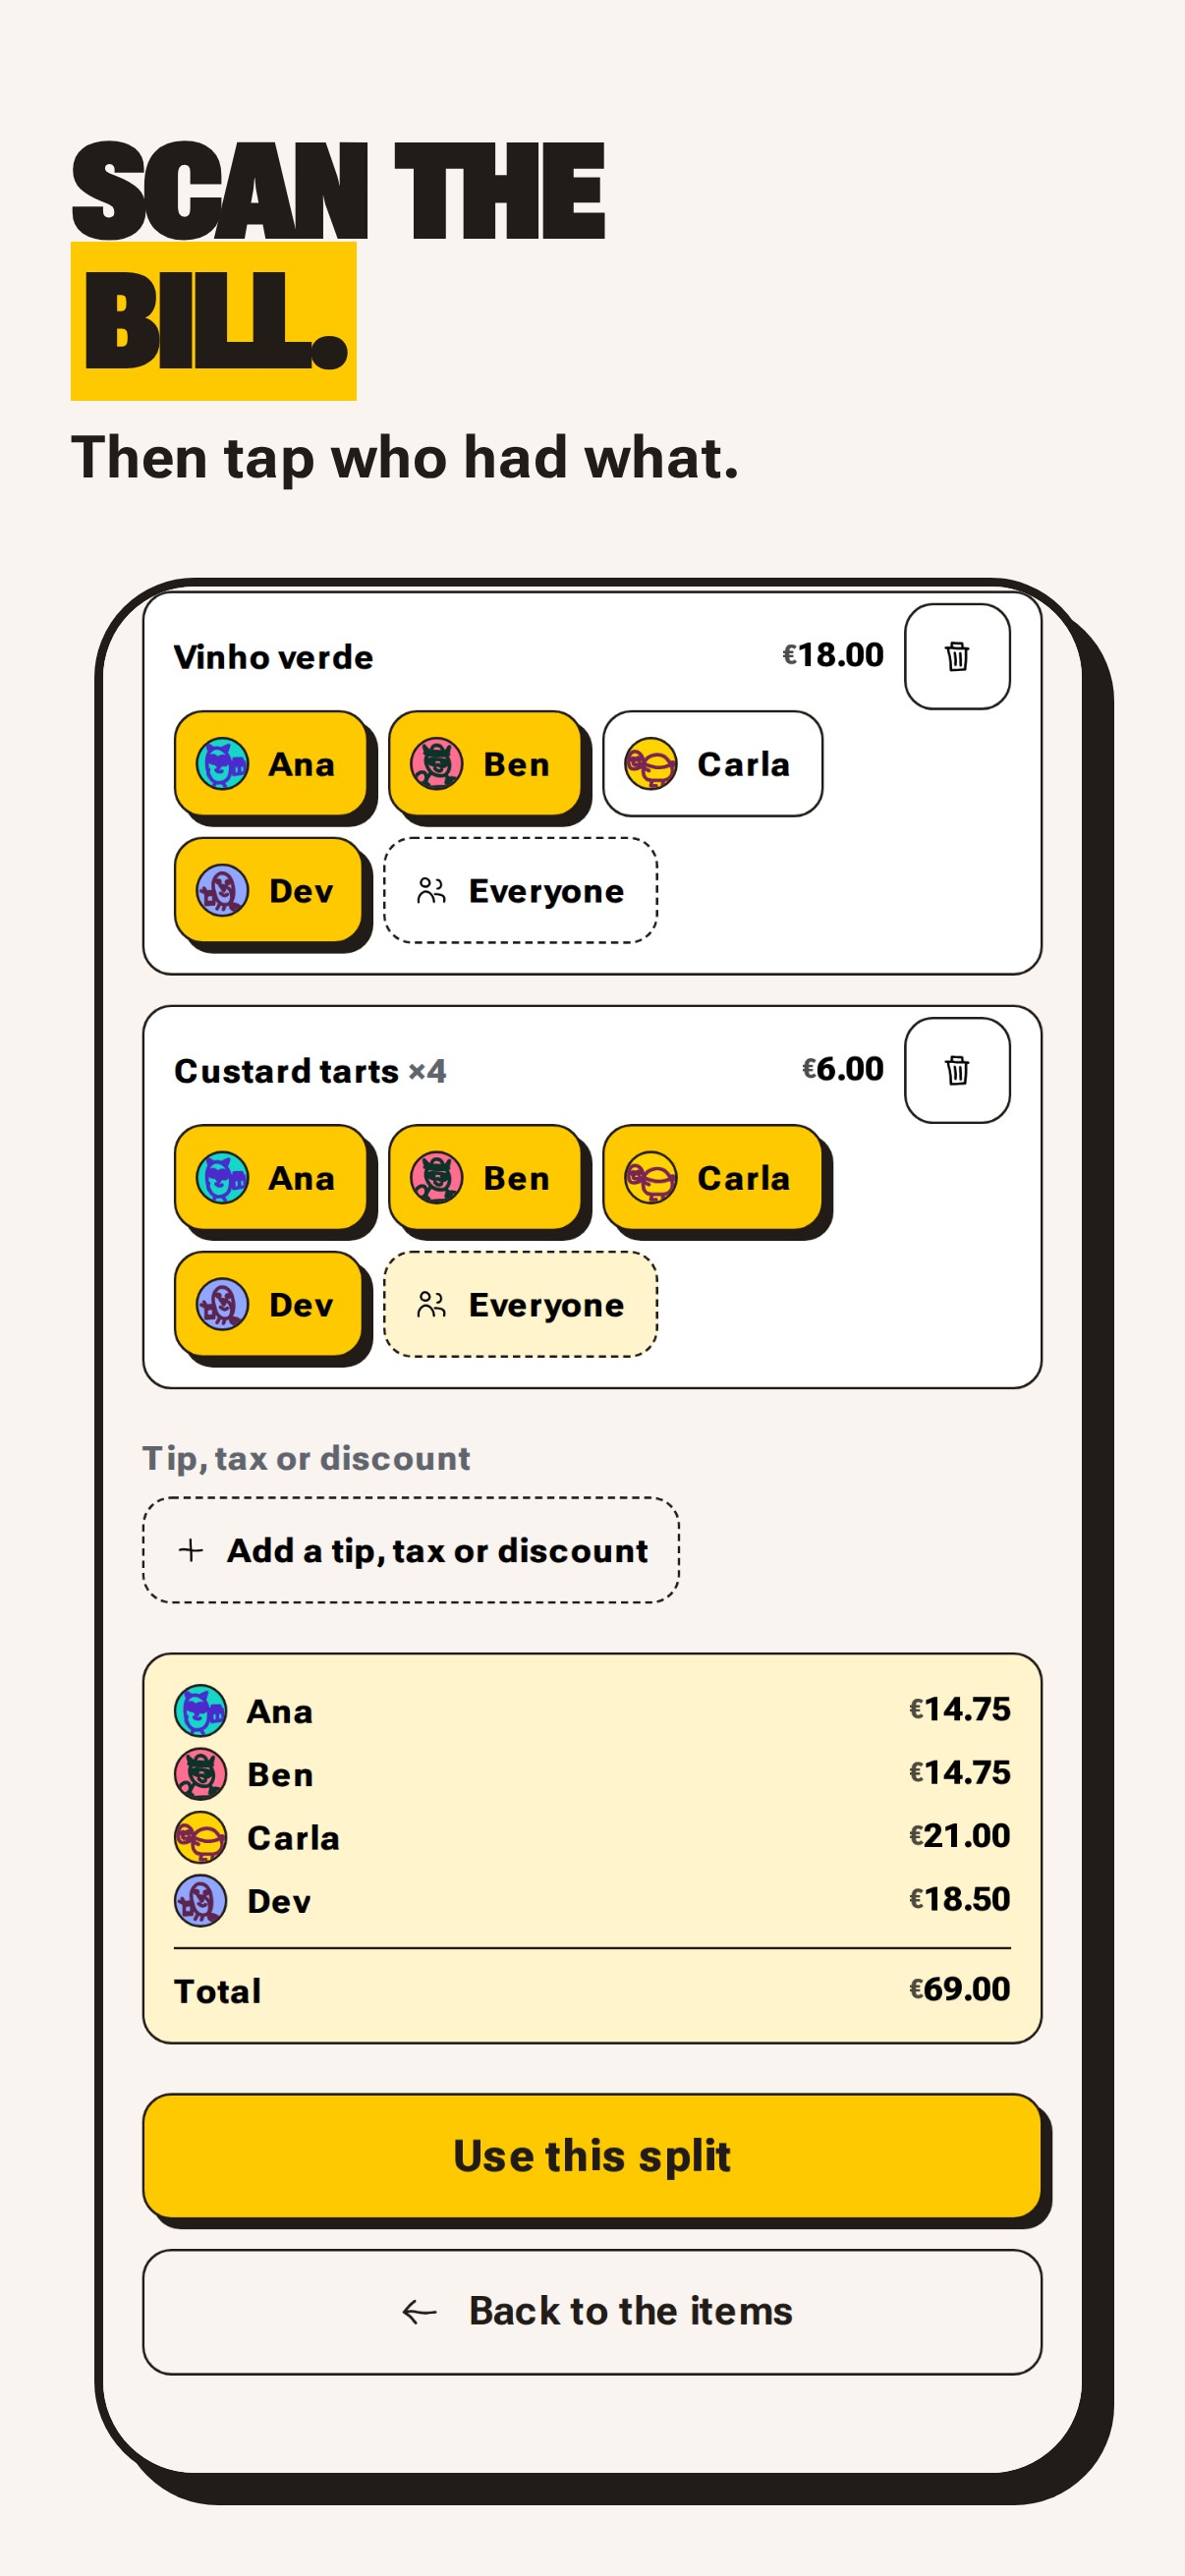 SCAN THE
BILL.
Then tap who had what.
Vinho verde €18.00
Ana Ben Carla
Dev Everyone
Custard tarts ×4 €6.00
Ana Ben Carla
Dev Everyone
Tip, tax or discount
+ Add a tip, tax or discount
Ana €14.75
Ben €14.75
Carla €21.00
Dev €18.50
Total €69.00
Use this split
← Back to the items